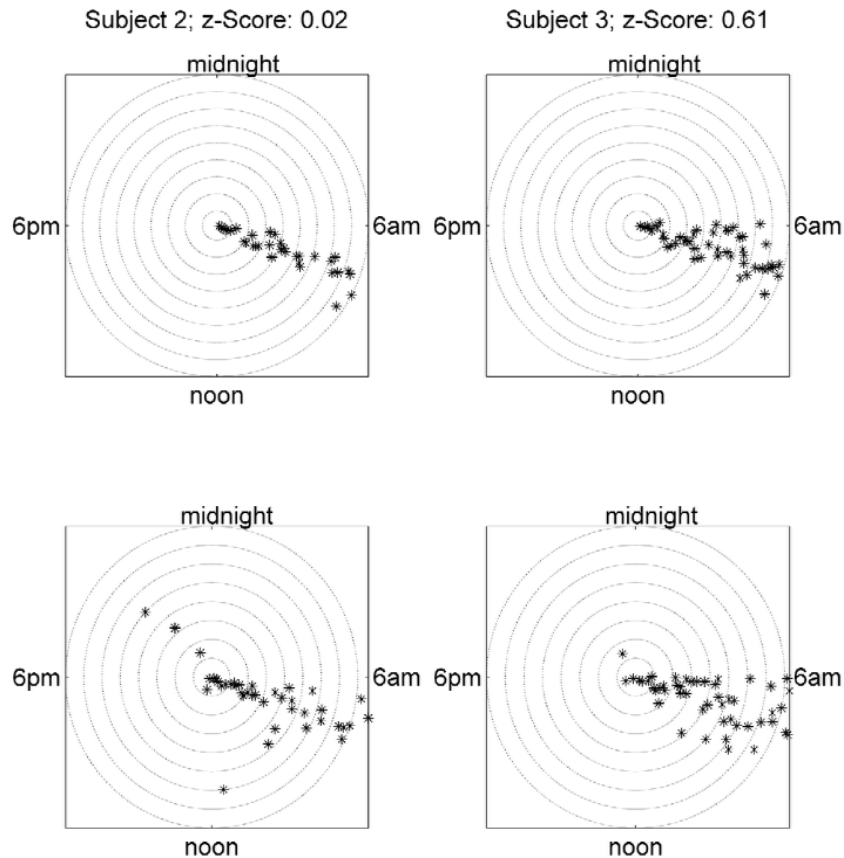 Subject 2; z-Score: 0.02
Subject 3; z-Score: 0.61
midnight
midnight
6pm
6am
6pm
6am
noon
noon
midnight
midnight
6pm
6am
6pm
6am
noon
noon